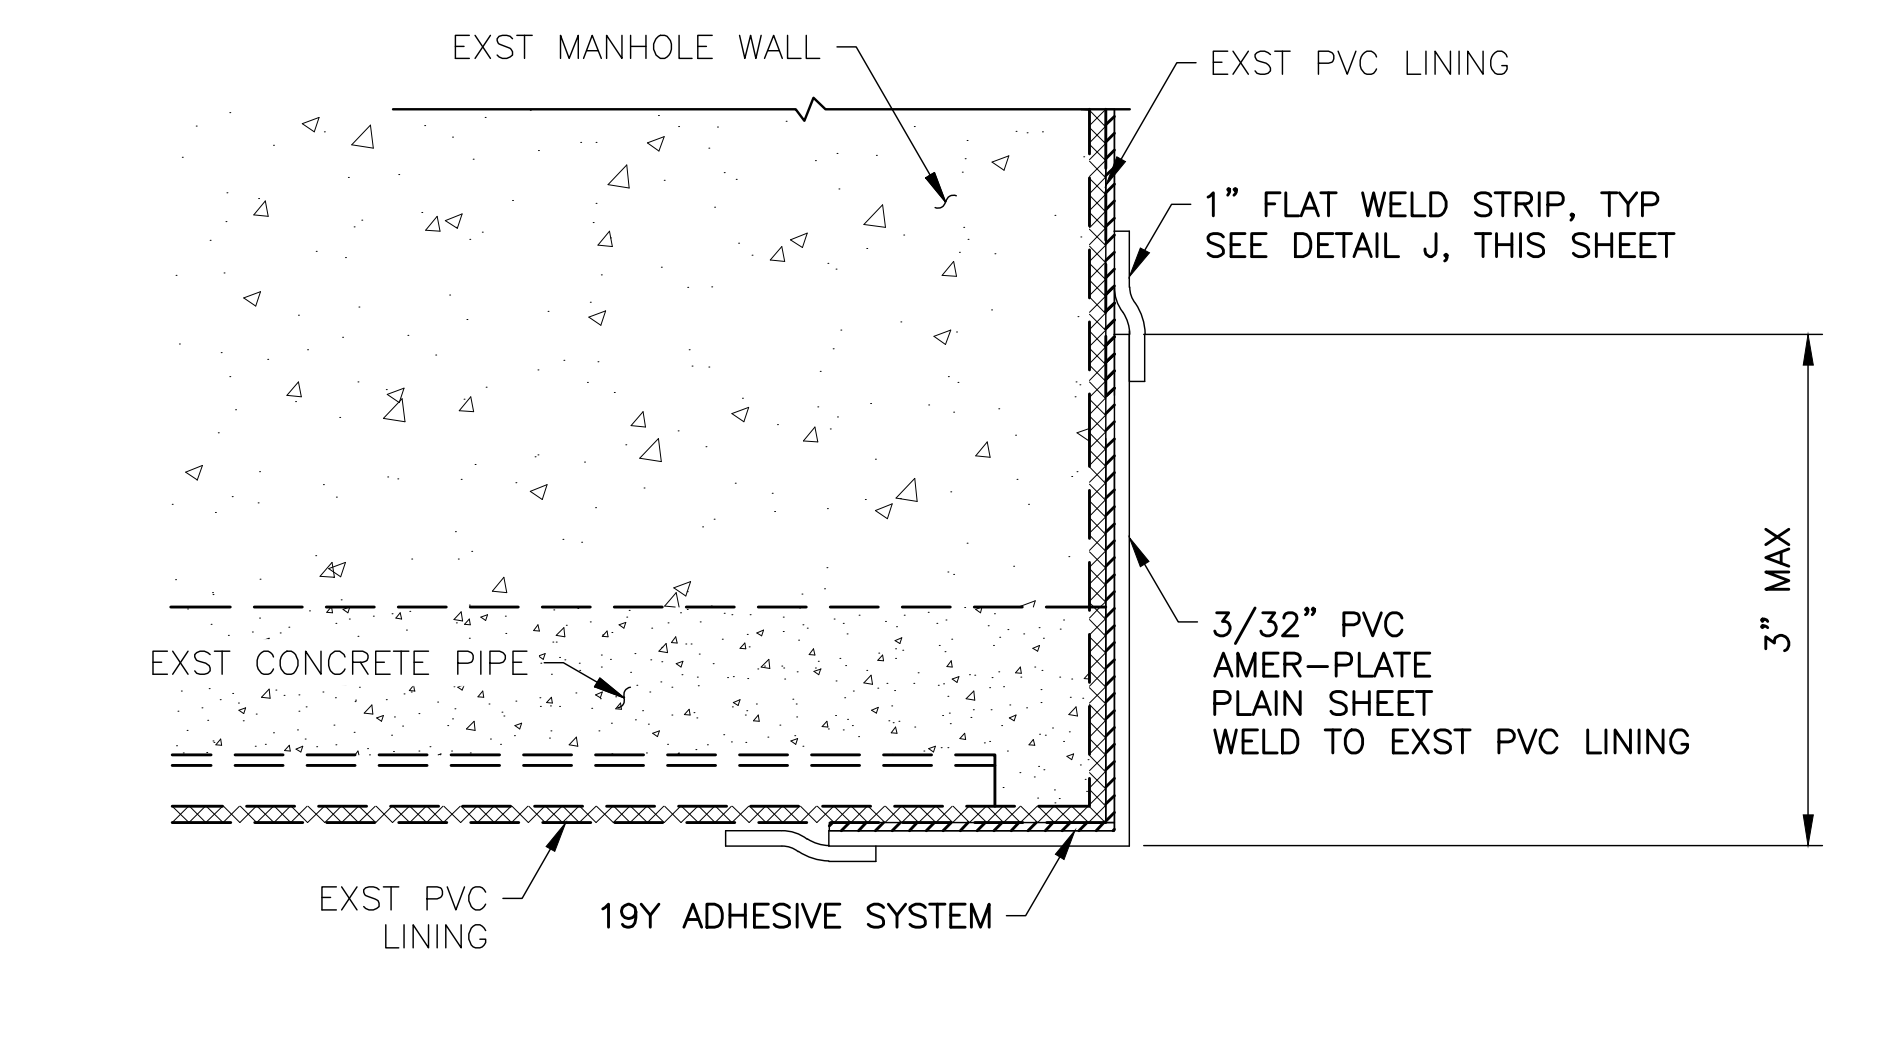 EXST MANHOLE WALL
EXST PVC LINING
1" FLAT WELD STRIP, TYP
SEE DETAIL J, THIS SHEET
3" MAX
3/32" PVC
AMER-PLATE
PLAIN SHEET
WELD TO EXST PVC LINING
EXST CONCRETE PIPE
EXST PVC
LINING
19Y ADHESIVE SYSTEM